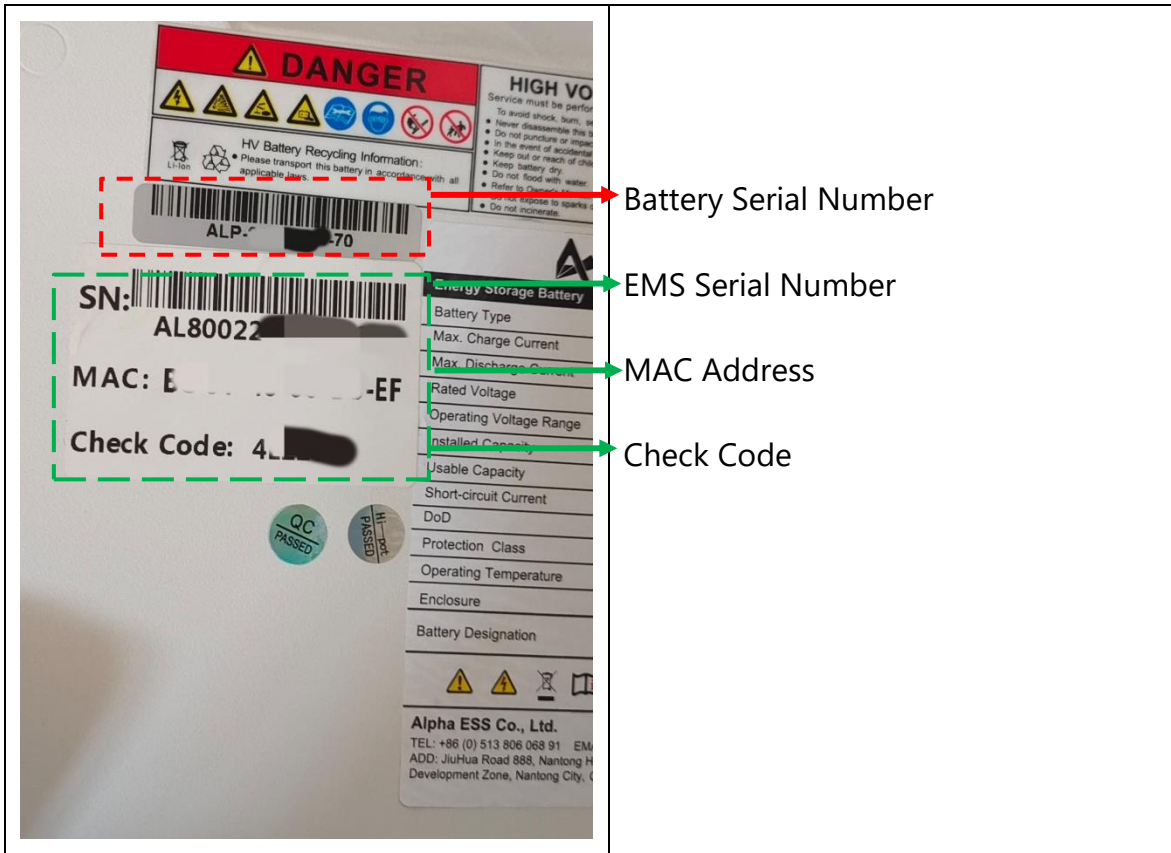 DANGER
HV Battery Recycling Information:
Please transport this battery in accordance with all
applicable laws.
Li-Ion
HIGH VO
Service must be perfor
To avoid shock, burn, se
Never disassemble this b
Do not puncture or impac
In the event of accidental
Keep out or reach of chil
Keep battery dry.
Do not flood with water.
Refer to Owner's
not expose to sparks
Do not incinerate.
ALP- -70
SN:
AL80022
MAC: -EF
Check Code: 4
QC
PASSED
Hi-pot
PASSED
Energy Storage Battery
Battery Type
Max. Charge Current
Max. Discharge Current
Rated Voltage
Operating Voltage Range
Installed Capacity
Usable Capacity
Short-circuit Current
DoD
Protection Class
Operating Temperature
Enclosure
Battery Designation
Alpha ESS Co., Ltd.
TEL: +86 (0) 513 806 068 91 EMA
ADD: JiuHua Road 888, Nantong H
Development Zone, Nantong City,
Battery Serial Number
EMS Serial Number
MAC Address
Check Code